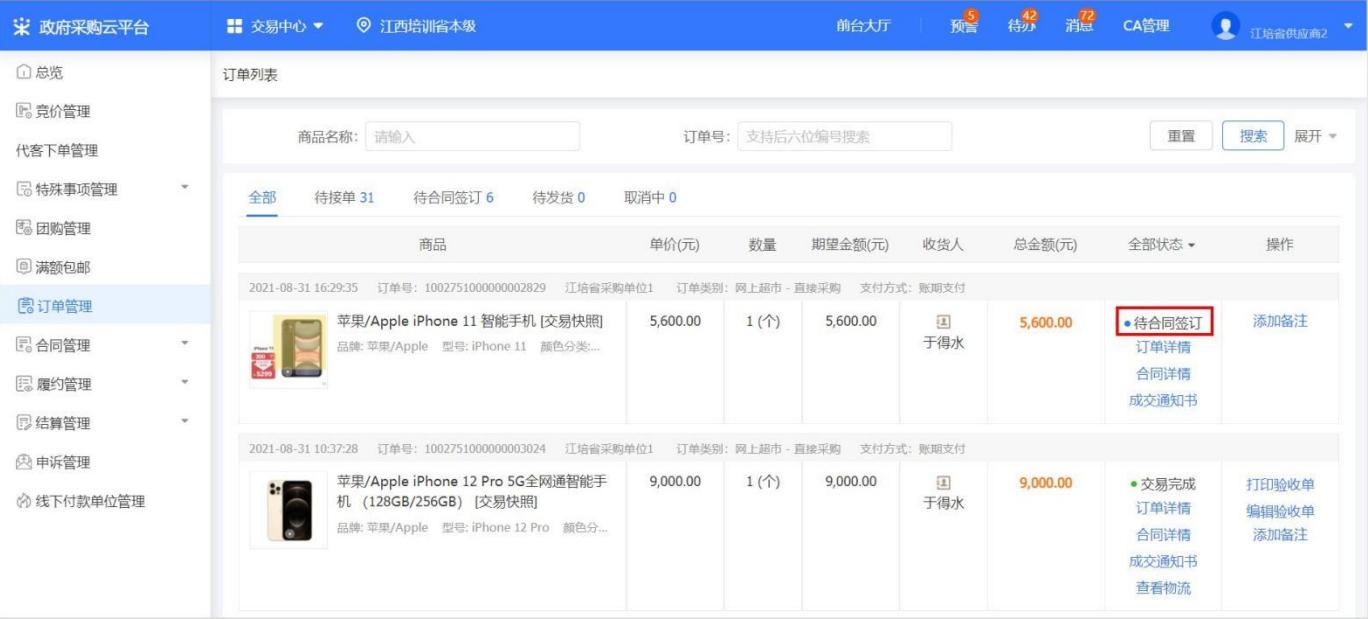 政府采购云平台 交易中心 江西培训省本级 前台大厅 预警 5 待办 42 消息 72 CA管理 江培省供应商2
总览
竞价管理
代客下单管理
特殊事项管理
团购管理
满额包邮
订单管理
合同管理
履约管理
结算管理
申诉管理
线下付款单位管理
订单列表
商品名称: 请输入 订单号: 支持后六位编号搜索 重置 搜索 展开
全部 待接单 31 待合同签订 6 待发货 0 取消中 0
商品 单价(元) 数量 期望金额(元) 收货人 总金额(元) 全部状态 操作
2021-08-31 16:29:35 订单号: 1002751000000002829 江培省采购单位1 订单类别: 网上超市 - 直接采购 支付方式: 账期支付
苹果/Apple iPhone 11 智能手机 [交易快照] 5,600.00 1 (个) 5,600.00 于得水 5,600.00 待合同签订 添加备注
品牌: 苹果/Apple 型号: iPhone 11 颜色分类:...
订单详情
合同详情
成交通知书
2021-08-31 10:37:28 订单号: 1002751000000003024 江培省采购单位1 订单类别: 网上超市 - 直接采购 支付方式: 账期支付
苹果/Apple iPhone 12 Pro 5G全网通智能手 9,000.00 1 (个) 9,000.00 于得水 9,000.00 交易完成 打印验收单
机 （128GB/256GB） [交易快照] 订单详情 编辑验收单
品牌: 苹果/Apple 型号: iPhone 12 Pro 颜色分... 合同详情 添加备注
成交通知书
查看物流